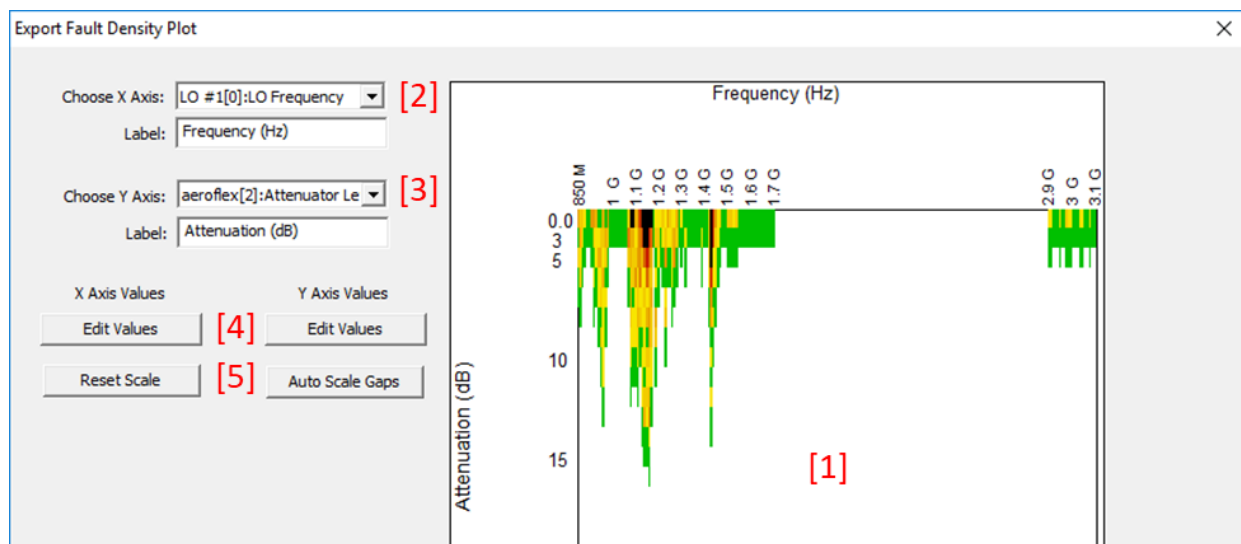 Export Fault Density Plot
Choose X Axis: LO #1[0]:LO Frequency [2]
Label: Frequency (Hz)
Choose Y Axis: aeroflex[2]:Attenuator Le [3]
Label: Attenuation (dB)
X Axis Values Y Axis Values
Edit Values [4] Edit Values
Reset Scale [5] Auto Scale Gaps
Frequency (Hz)
850 M 1 G 1.1 G 1.2 G 1.3 G 1.4 G 1.5 G 1.6 G 1.7 G 2.9 G 3 G 3.1 G
0.0
3
5
10
15
Attenuation (dB)
[1]